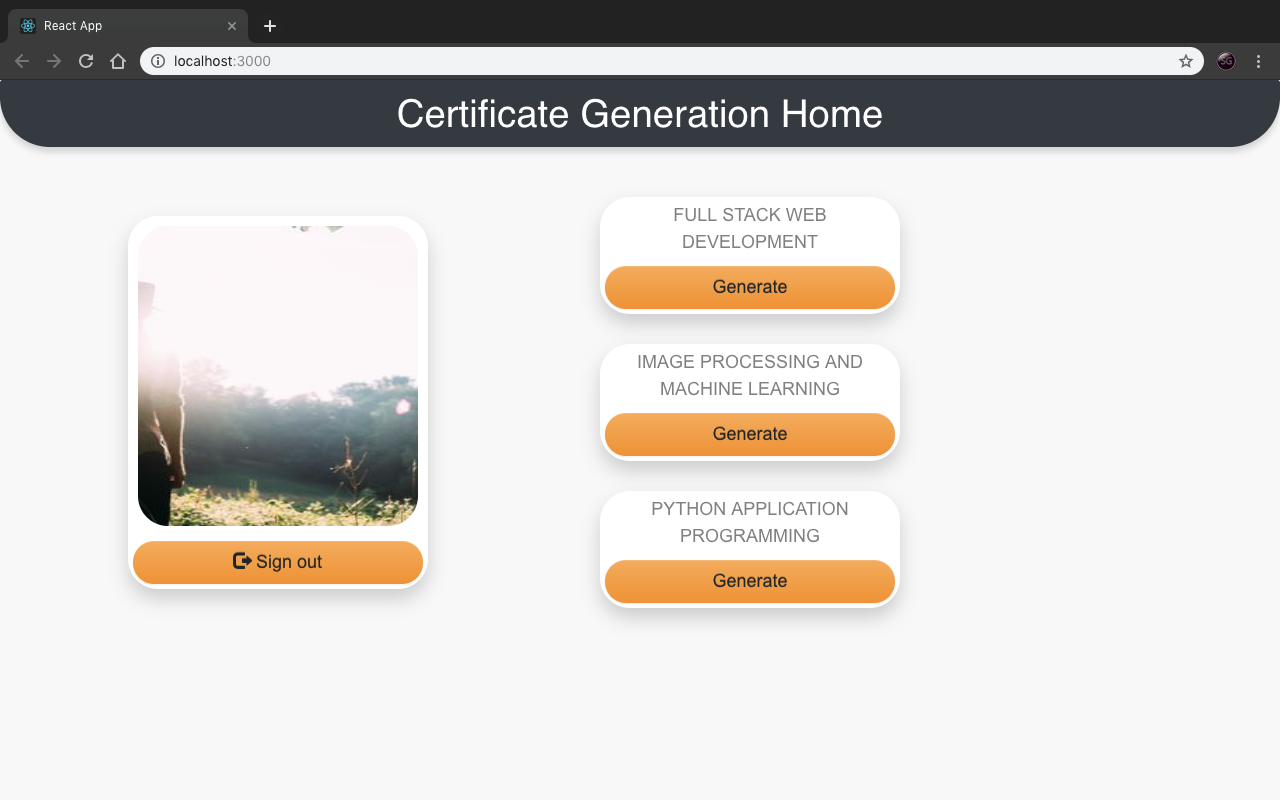 React App
localhost:3000
Certificate Generation Home
FULL STACK WEB
DEVELOPMENT
Generate
IMAGE PROCESSING AND
MACHINE LEARNING
Generate
PYTHON APPLICATION
PROGRAMMING
Generate
Sign out